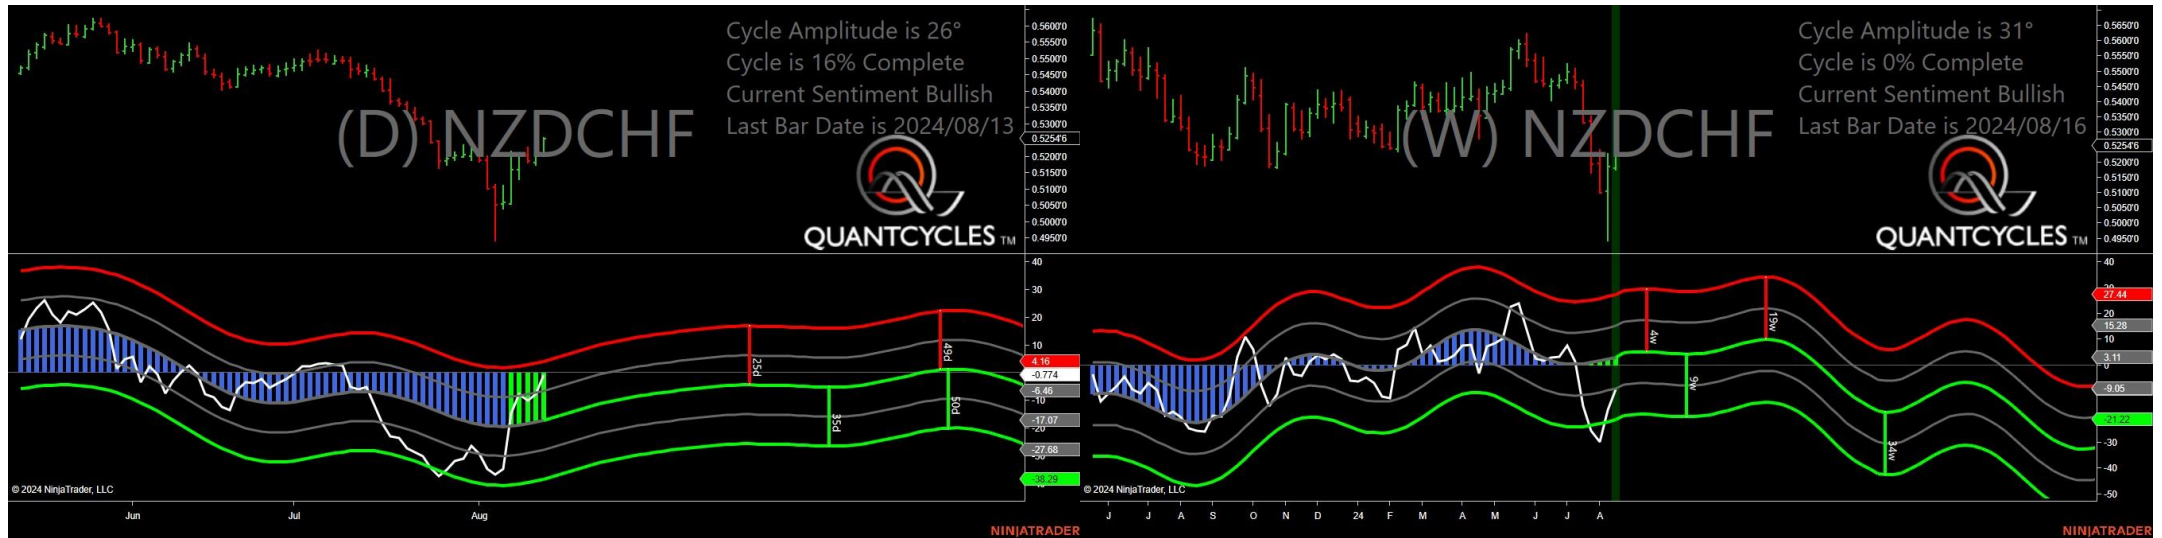 Cycle Amplitude is 26°
Cycle is 16% Complete
Current Sentiment Bullish
Last Bar Date is 2024/08/13
(D) NZDCHF
QUANTCYCLES TM
0.5600'0
0.5550'0
0.5500'0
0.5450'0
0.5400'0
0.5350'0
0.5300'0
0.5254'6
0.5200'0
0.5150'0
0.5100'0
0.5050'0
0.5000'0
0.4950'0
40
30
20
10
4.16
-0.774
-6.46
-10
-17.07
-20
-27.68
-38.29
25d
35d
49d
50d
© 2024 NinjaTrader, LLC
Jun
Jul
Aug
NINJATRADER
Cycle Amplitude is 31°
Cycle is 0% Complete
Current Sentiment Bullish
Last Bar Date is 2024/08/16
(W) NZDCHF
QUANTCYCLES TM
0.5650'0
0.5600'0
0.5550'0
0.5500'0
0.5450'0
0.5400'0
0.5350'0
0.5300'0
0.5254'6
0.5200'0
0.5150'0
0.5100'0
0.5050'0
0.5000'0
0.4950'0
40
27.44
20
15.28
10
3.11
0
-9.05
-21.22
-30
-40
-50
4w
9w
19w
34w
© 2024 NinjaTrader, LLC
J
J
A
S
O
N
D
24
F
M
A
M
J
J
A
NINJATRADER